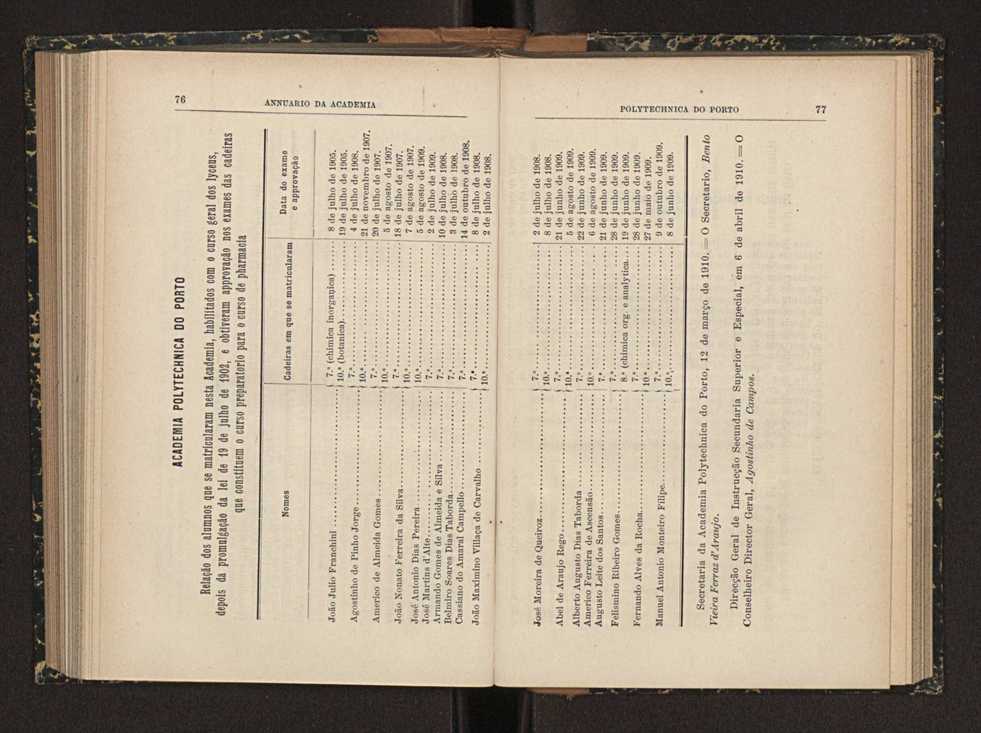 76
ANNUARIO DA ACADEMIA
ACADEMIA POLYTECHNICA DO PORTO
Relação dos alumnos que se matricularam nesta Academia, habilitados com o curso geral dos lyceus,
depois da promulgação da lei de 19 de julho de 1902, e obtiveram approvação nos exames das cadeiras
que constituem o curso preparatorio para o curso de pharmacia
Nomes Cadeiras em que se matricularam Data do exame
e approvação
João Julio Franchini 7.ª (chimica inorganica) 8 de julho de 1905.
10.ª (botanica) 19 de julho de 1905.
Agostinho de Pinho Jorge 7.ª 4 de julho de 1908.
10.ª 21 de novembro de 1907.
Americo de Almeida Gomes 7.ª 20 de julho de 1907.
10.ª 5 de agosto de 1907.
João Nonato Ferreira da Silva 7.ª 18 de julho de 1907.
10.ª 7 de agosto de 1907.
José Antonio Dias Pereira 10.ª 5 de agosto de 1909.
José Martins d'Alte 7.ª 2 de julho de 1909.
Armando Gomes de Almeida e Silva 7.ª 10 de julho de 1908.
Belmiro Soares Dias Taborda 7.ª 3 de julho de 1908.
Cassiano do Amaral Campello 7.ª 14 de outubro de 1908.
João Maximino Villaça de Carvalho 7.ª 8 de julho de 1908.
10.ª 2 de julho de 1908.
POLYTECHNICA DO PORTO
77
José Moreira de Queiroz 7.ª 2 de julho de 1908.
10.ª 8 de julho de 1908.
Abel de Araujo Rego 7.ª 21 de junho de 1909.
10.ª 5 de agosto de 1909.
Alberto Augusto Dias Taborda 7.ª 22 de junho de 1909.
Americo Ferreira de Ascensão 10.ª 6 de agosto de 1909.
Augusto Leite dos Santos 7.ª 21 de junho de 1909.
Felismino Ribeiro Gomes 7.ª 28 de junho de 1909.
8.ª (chimica org e analytica 19 de junho de 1909.
Fernando Alves da Rocha 7.ª 28 de junho de 1909.
10.ª 27 de maio de 1909.
Manuel Antonio Monteiro Filipe 7.ª 9 de outubro de 1909.
10.ª 8 de junho de 1909.
Secretaria da Academia Polytechnica do Porto, 12 de março de 1910. = O Secretario, Bento
Vieira Ferraz d'Araujo.
Direcção Geral de Instrucção Secundaria Superior e Especial, em 6 de abril de 1910. = O
Conselheiro Director Geral, Agostinho de Campos.